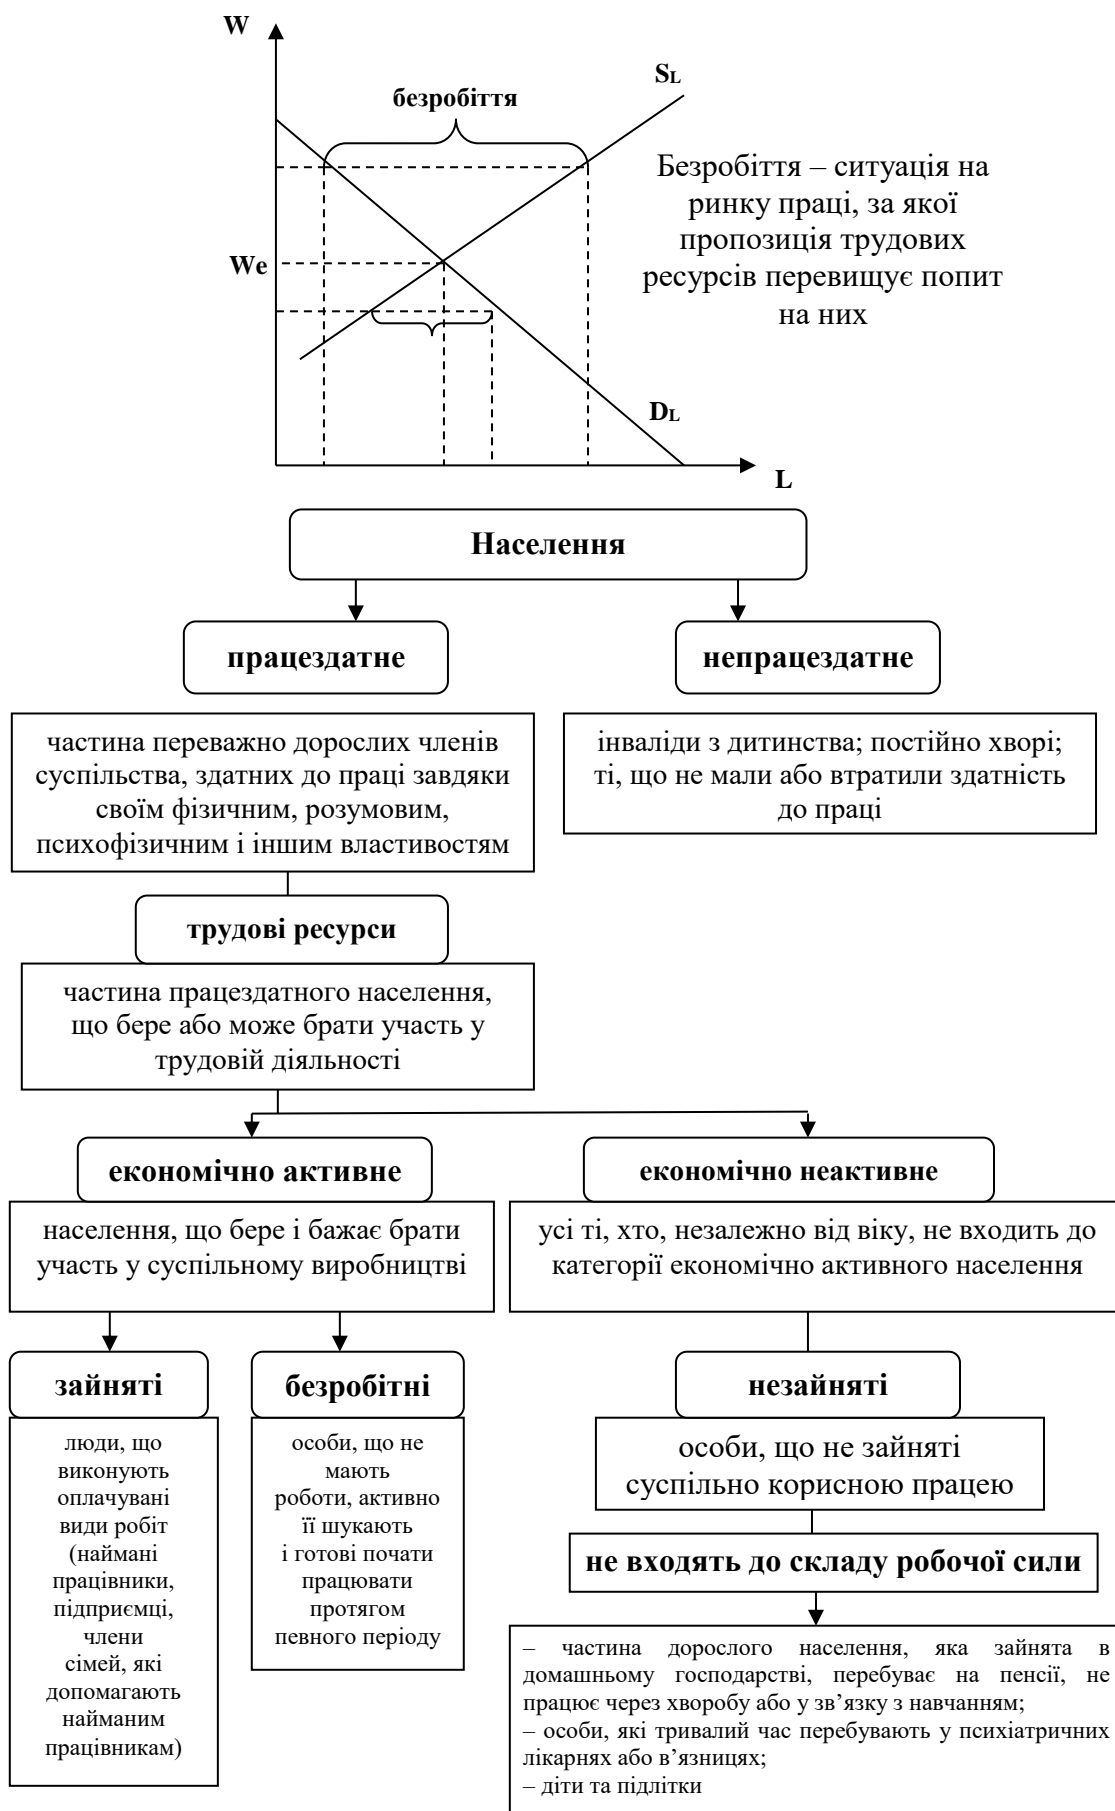 W
S_L
безробіття
Безробіття – ситуація на
ринку праці, за якої
пропозиція трудових
ресурсів перевищує попит
на них
We
D_L
L
Населення
працездатне
непрацездатне
частина переважно дорослих членів
суспільства, здатних до праці завдяки
своїм фізичним, розумовим,
психофізичним і іншим властивостям
інваліди з дитинства; постійно хворі;
ті, що не мали або втратили здатність
до праці
трудові ресурси
частина працездатного населення,
що бере або може брати участь у
трудовій діяльності
економічно активне
економічно неактивне
населення, що бере і бажає брати
участь у суспільному виробництві
усі ті, хто, незалежно від віку, не входить до
категорії економічно активного населення
зайняті
безробітні
незайняті
люди, що
виконують
оплачувані
види робіт
(наймані
працівники,
підприємці,
члени
сімей, які
допомагають
найманим
працівникам)
особи, що не
мають
роботи, активно
її шукають
і готові почати
працювати
протягом
певного періоду
особи, що не зайняті
суспільно корисною працею
не входять до складу робочої сили
– частина дорослого населення, яка зайнята в
домашньому господарстві, перебуває на пенсії, не
працює через хворобу або у зв’язку з навчанням;
– особи, які тривалий час перебувають у психіатричних
лікарнях або в’язницях;
– діти та підлітки